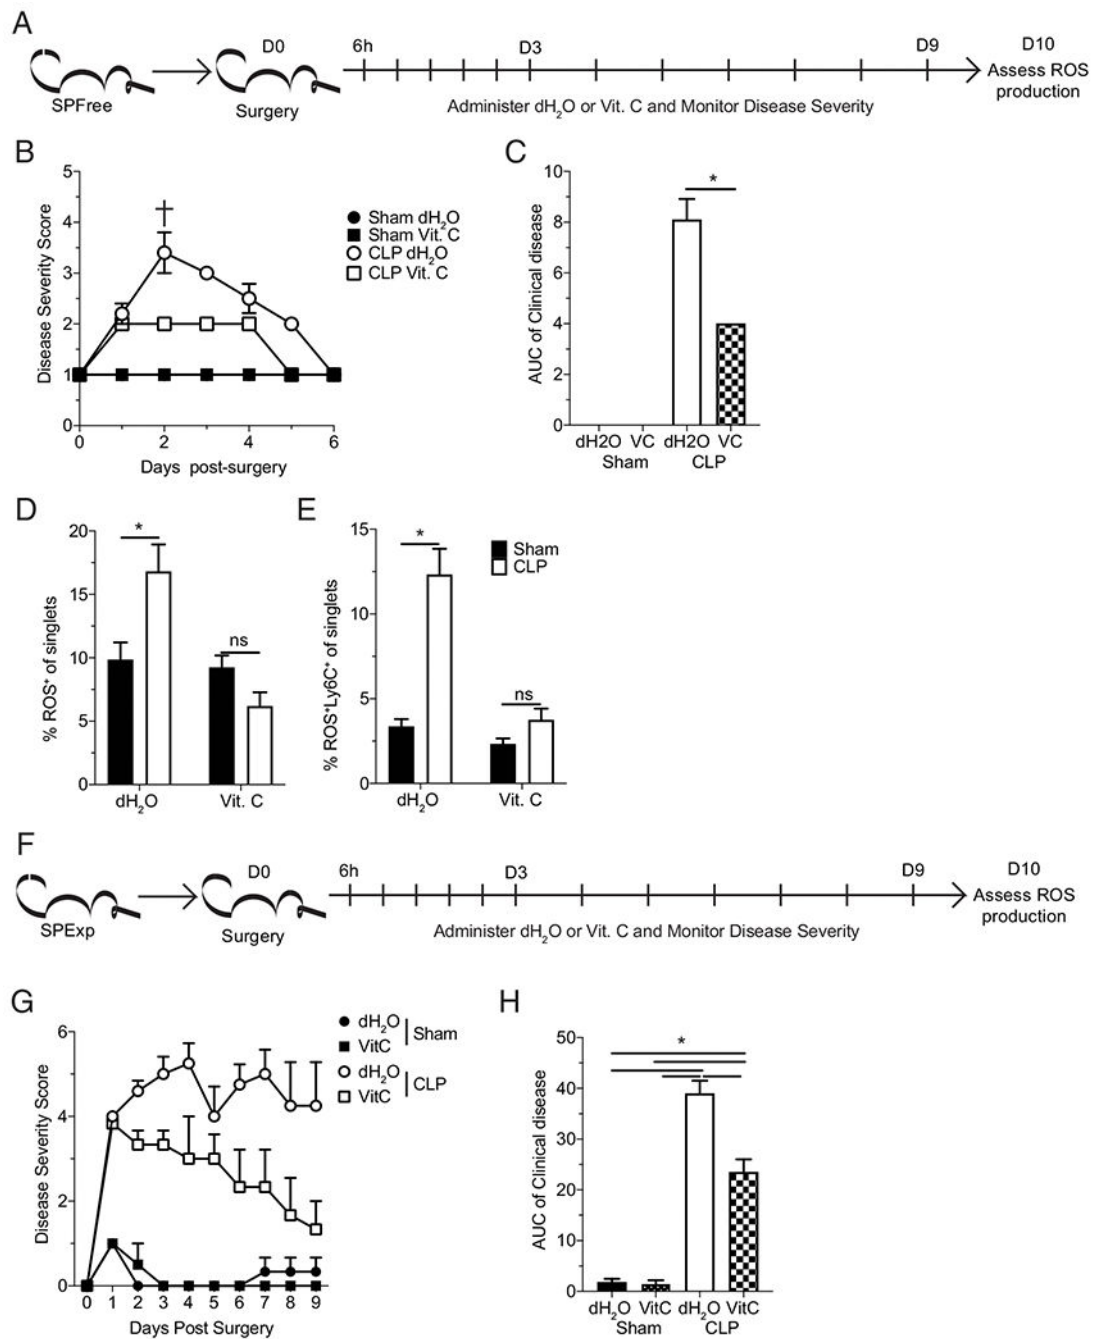 A
SPFree
D0
Surgery
6h
D3
D9
D10
Assess ROS
production
Administer dH₂O or Vit. C and Monitor Disease Severity
B
Disease Severity Score
5
4
3
2
1
0
†
0 2 4 6
Days post-surgery
Sham dH₂O
Sham Vit. C
CLP dH₂O
CLP Vit. C
C
AUC of Clinical disease
10
8
6
4
2
0
*
dH2O VC dH2O VC
Sham CLP
D
% ROS⁺ of singlets
20
15
10
5
0
*
ns
dH₂O Vit. C
E
% ROS⁺Ly6C⁺ of singlets
15
10
5
0
*
ns
dH₂O Vit. C
Sham
CLP
F
SPExp
D0
Surgery
6h
D3
D9
D10
Assess ROS
production
Administer dH₂O or Vit. C and Monitor Disease Severity
G
Disease Severity Score
6
4
2
0
0 1 2 3 4 5 6 7 8 9
Days Post Surgery
dH₂O
VitC
Sham
dH₂O
VitC
CLP
H
AUC of Clinical disease
50
40
30
20
10
0
*
dH₂O VitC dH₂O VitC
Sham CLP